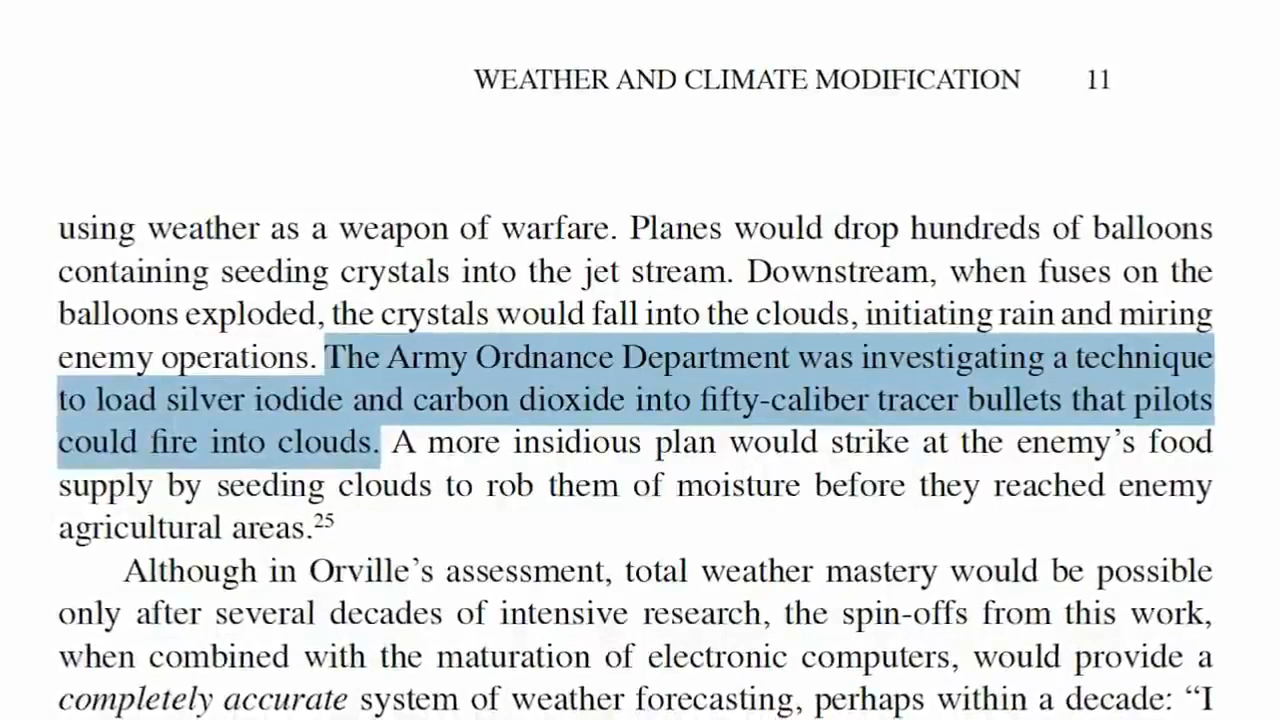 WEATHER AND CLIMATE MODIFICATION 11
using weather as a weapon of warfare. Planes would drop hundreds of balloons
containing seeding crystals into the jet stream. Downstream, when fuses on the
balloons exploded, the crystals would fall into the clouds, initiating rain and miring
enemy operations. The Army Ordnance Department was investigating a technique
to load silver iodide and carbon dioxide into fifty-caliber tracer bullets that pilots
could fire into clouds. A more insidious plan would strike at the enemy’s food
supply by seeding clouds to rob them of moisture before they reached enemy
agricultural areas.²⁵
Although in Orville’s assessment, total weather mastery would be possible
only after several decades of intensive research, the spin-offs from this work,
when combined with the maturation of electronic computers, would provide a
completely accurate system of weather forecasting, perhaps within a decade: “I